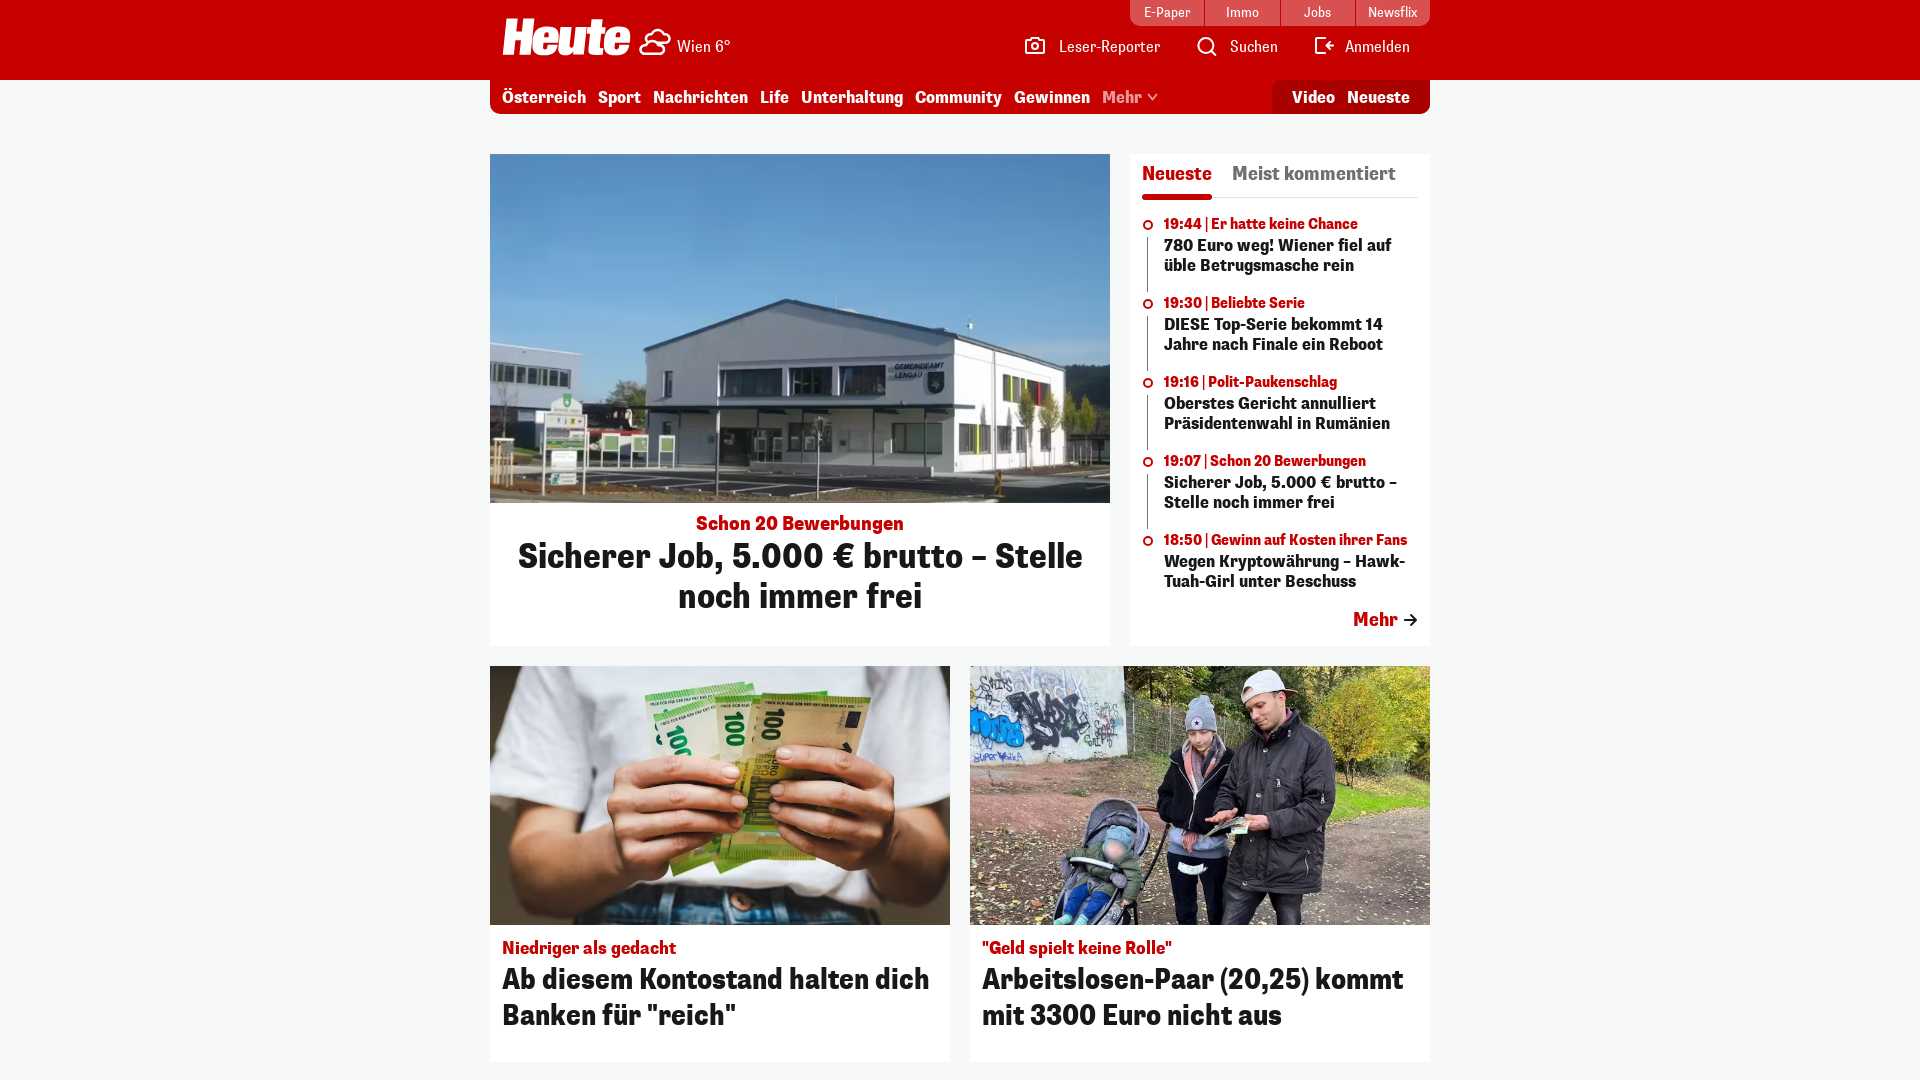 E-Paper
Immo
Jobs
Newsflix
Heute
Wien 6°
Leser-Reporter
Suchen
Anmelden
Österreich
Sport
Nachrichten
Life
Unterhaltung
Community
Gewinnen
Mehr
Video
Neueste
GEMEINDEAMT
LENGAU
Schon 20 Bewerbungen
Sicherer Job, 5.000 € brutto – Stelle
noch immer frei
Neueste
Meist kommentiert
19:44 | Er hatte keine Chance
780 Euro weg! Wiener fiel auf
üble Betrugsmasche rein
19:30 | Beliebte Serie
DIESE Top-Serie bekommt 14
Jahre nach Finale ein Reboot
19:16 | Polit-Paukenschlag
Oberstes Gericht annulliert
Präsidentenwahl in Rumänien
19:07 | Schon 20 Bewerbungen
Sicherer Job, 5.000 € brutto –
Stelle noch immer frei
18:50 | Gewinn auf Kosten ihrer Fans
Wegen Kryptowährung – Hawk-
Tuah-Girl unter Beschuss
Mehr
100
100
100
Niedriger als gedacht
Ab diesem Kontostand halten dich
Banken für "reich"
"Geld spielt keine Rolle"
Arbeitslosen-Paar (20,25) kommt
mit 3300 Euro nicht aus